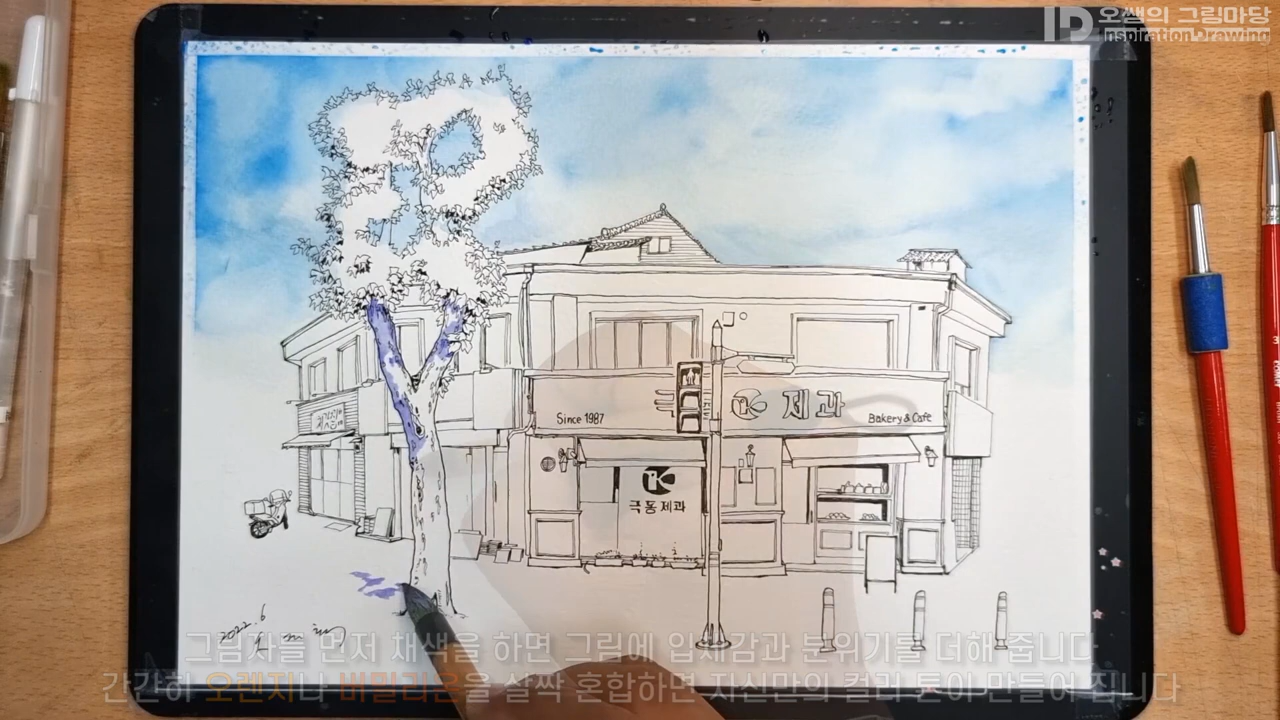 오쌤의 그림마당
Inspiration Drawing
Since 1987
제과
Bakery & Cafe
극동제과
2022. 6
그림자를 먼저 채색을 하면 그림에 입체감과 분위기를 더해 줍니다
간간히 오렌지나 버밀리온을 살짝 혼합하면 자신만의 컬러 톤이 만들어 집니다